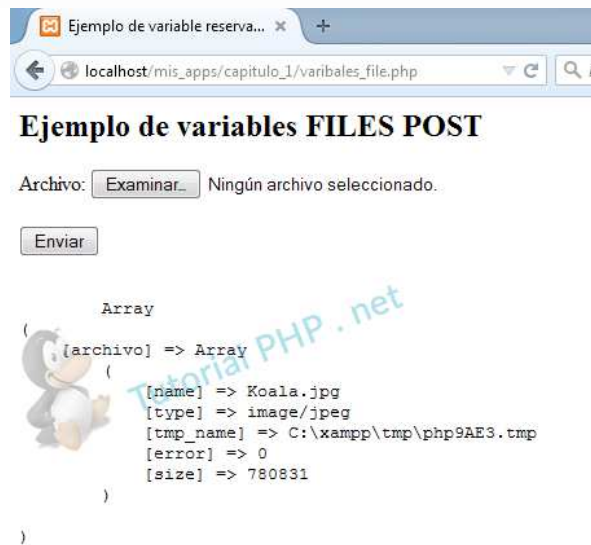 Ejemplo de variable reserva... × +
localhost/mis_apps/capitulo_1/varibales_file.php
Ejemplo de variables FILES POST
Archivo: Examinar... Ningún archivo seleccionado.
Enviar
Array
(
[archivo] => Array
(
[name] => Koala.jpg
[type] => image/jpeg
[tmp_name] => C:\xampp\tmp\php9AE3.tmp
[error] => 0
[size] => 780831
)
)
Tutorial PHP . net